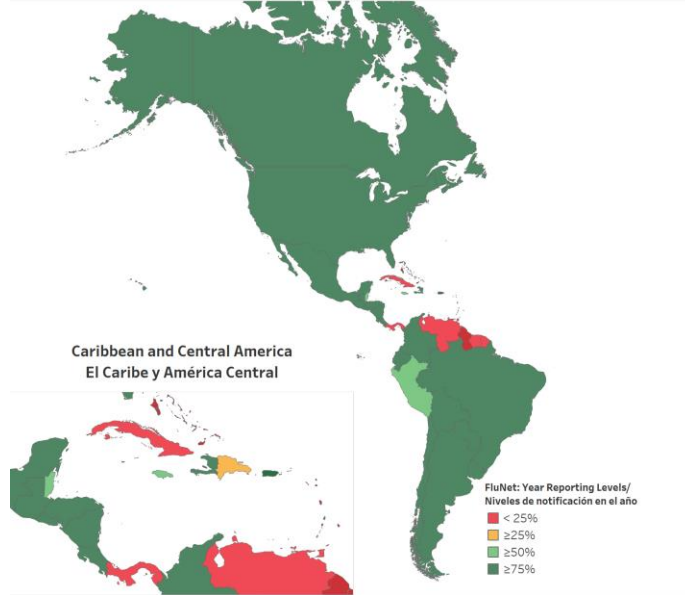 Caribbean and Central America
El Caribe y América Central
FluNet: Year Reporting Levels/
Niveles de notificación en el año
< 25%
≥25%
≥50%
≥75%